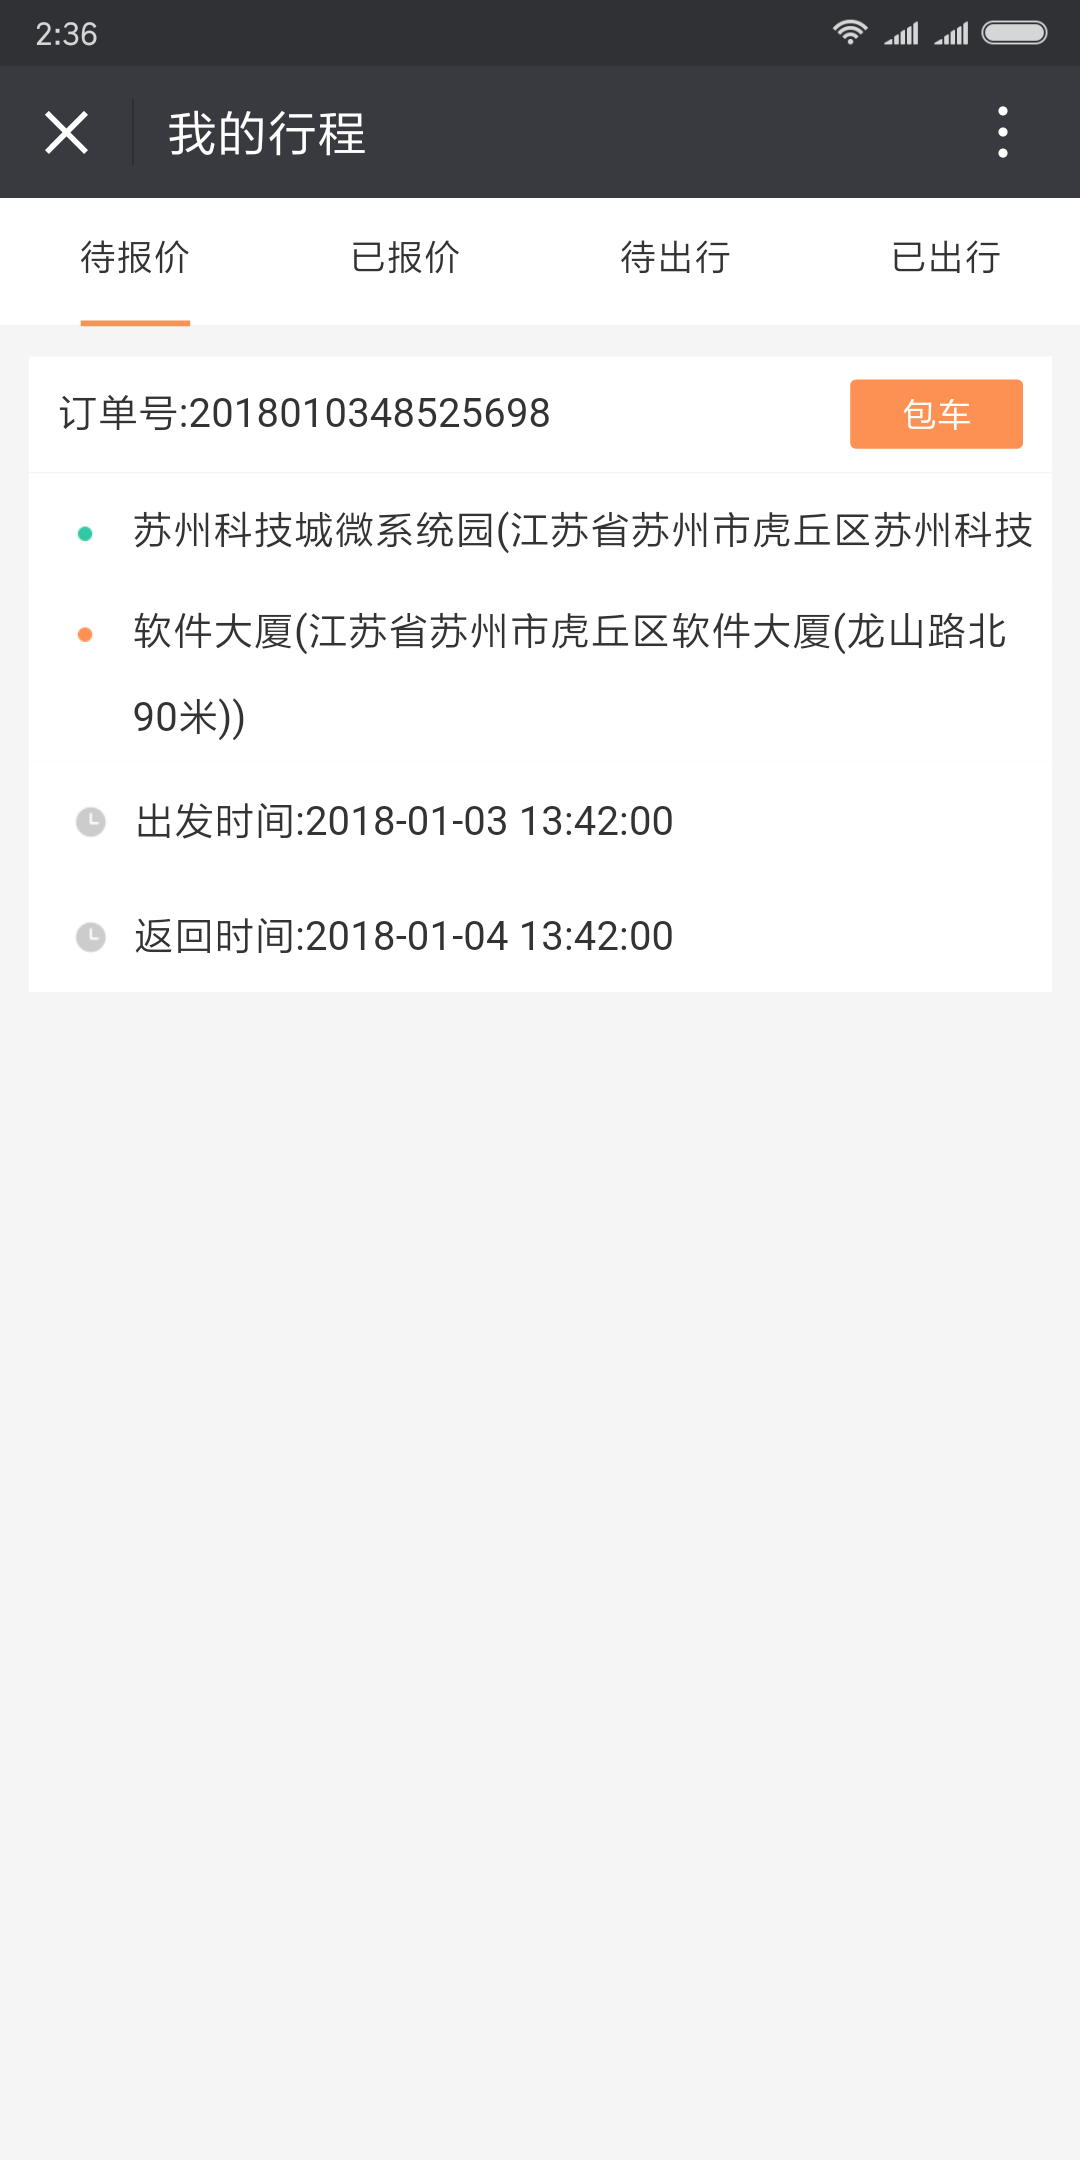 2:36
我的行程
待报价 已报价 待出行 已出行
订单号:2018010348525698 包车
苏州科技城微系统园(江苏省苏州市虎丘区苏州科技
软件大厦(江苏省苏州市虎丘区软件大厦(龙山路北
90米))
出发时间:2018-01-03 13:42:00
返回时间:2018-01-04 13:42:00